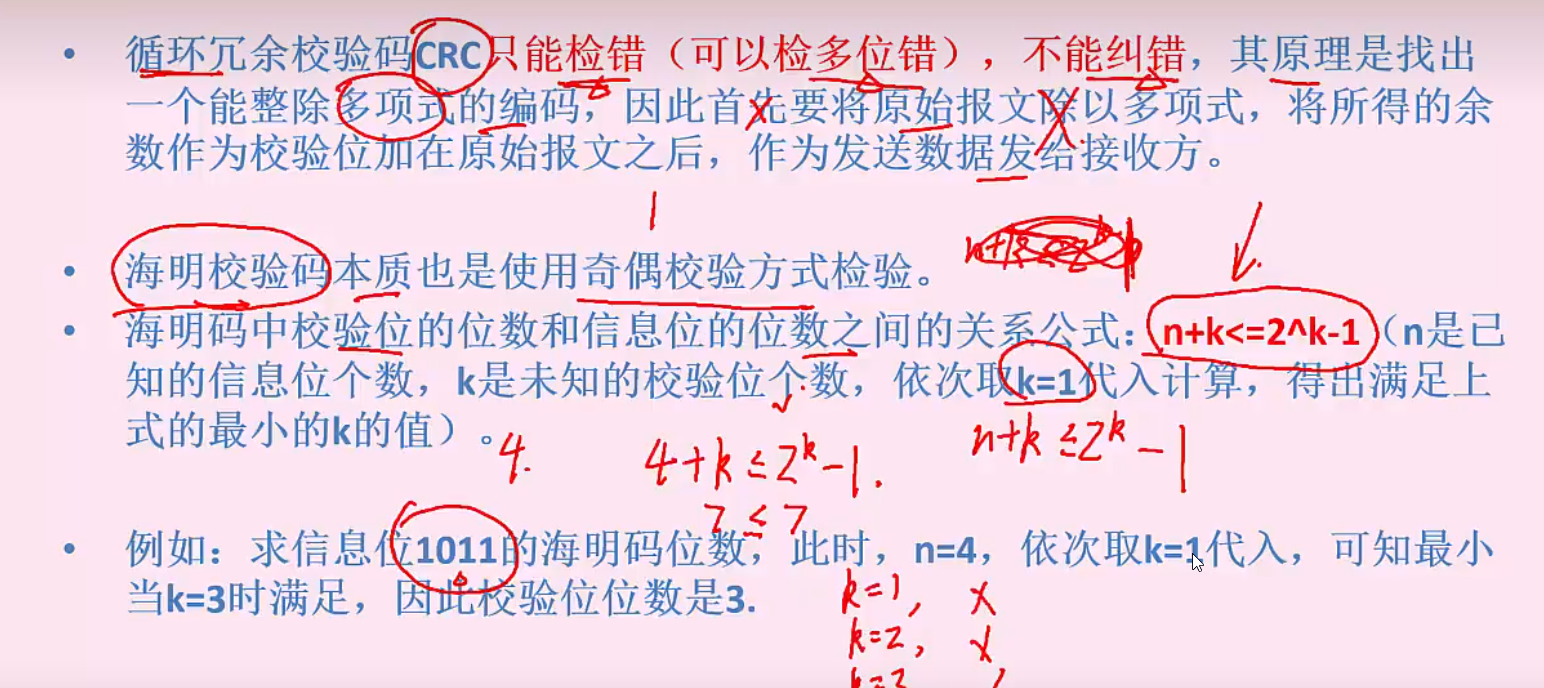 • 循环冗余校验码CRC只能检错（可以检多位错），不能纠错，其原理是找出
一个能整除多项式的编码，因此首先要将原始报文除以多项式，将所得的余
数作为校验位加在原始报文之后，作为发送数据发给接收方。
• 海明校验码本质也是使用奇偶校验方式检验。
• 海明码中校验位的位数和信息位的位数之间的关系公式：n+k<=2^k-1（n是已
知的信息位个数，k是未知的校验位个数，依次取k=1代入计算，得出满足上
式的最小的k的值）。
4.
4+k≤2^k-1.
n+k≤2^k-1
7≤7
• 例如：求信息位1011的海明码位数，此时，n=4，依次取k=1代入，可知最小
当k=3时满足，因此校验位位数是3.
k=1, ×
k=2, ×